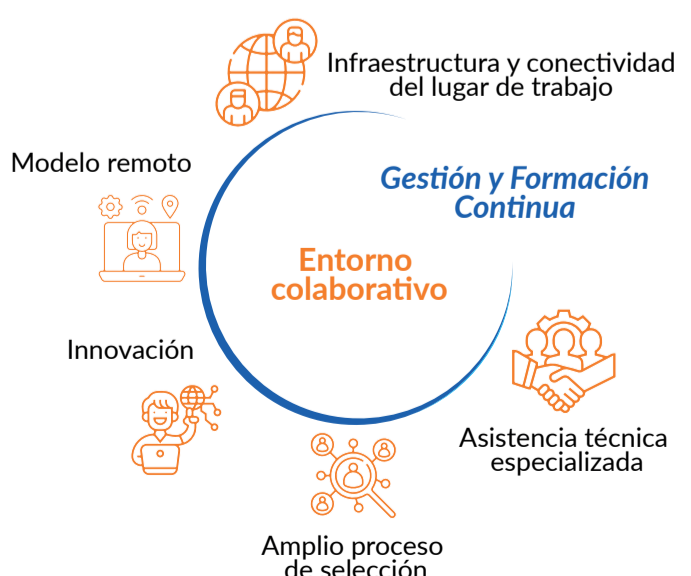 Infraestructura y conectividad
del lugar de trabajo
Modelo remoto
Gestión y Formación
Continua
Entorno
colaborativo
Innovación
Asistencia técnica
especializada
Amplio proceso
de selección